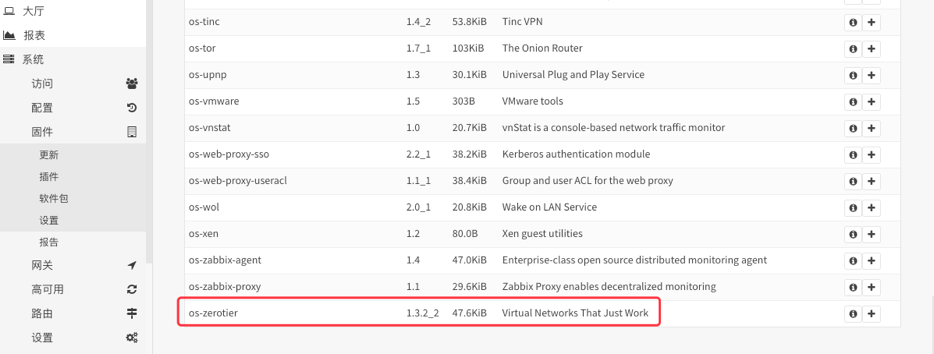 大厅
报表
系统
访问
配置
固件
更新
插件
软件包
设置
报告
网关
高可用
路由
设置
os-tinc 1.4_2 53.8KiB Tinc VPN
os-tor 1.7_1 103KiB The Onion Router
os-upnp 1.3 30.1KiB Universal Plug and Play Service
os-vmware 1.5 303B VMware tools
os-vnstat 1.0 20.7KiB vnStat is a console-based network traffic monitor
os-web-proxy-sso 2.2_1 38.2KiB Kerberos authentication module
os-web-proxy-useracl 1.1_1 38.4KiB Group and user ACL for the web proxy
os-wol 2.0_1 20.8KiB Wake on LAN Service
os-xen 1.2 80.0B Xen guest utilities
os-zabbix-agent 1.4 47.0KiB Enterprise-class open source distributed monitoring agent
os-zabbix-proxy 1.1 29.6KiB Zabbix Proxy enables decentralized monitoring
os-zerotier 1.3.2_2 47.6KiB Virtual Networks That Just Work